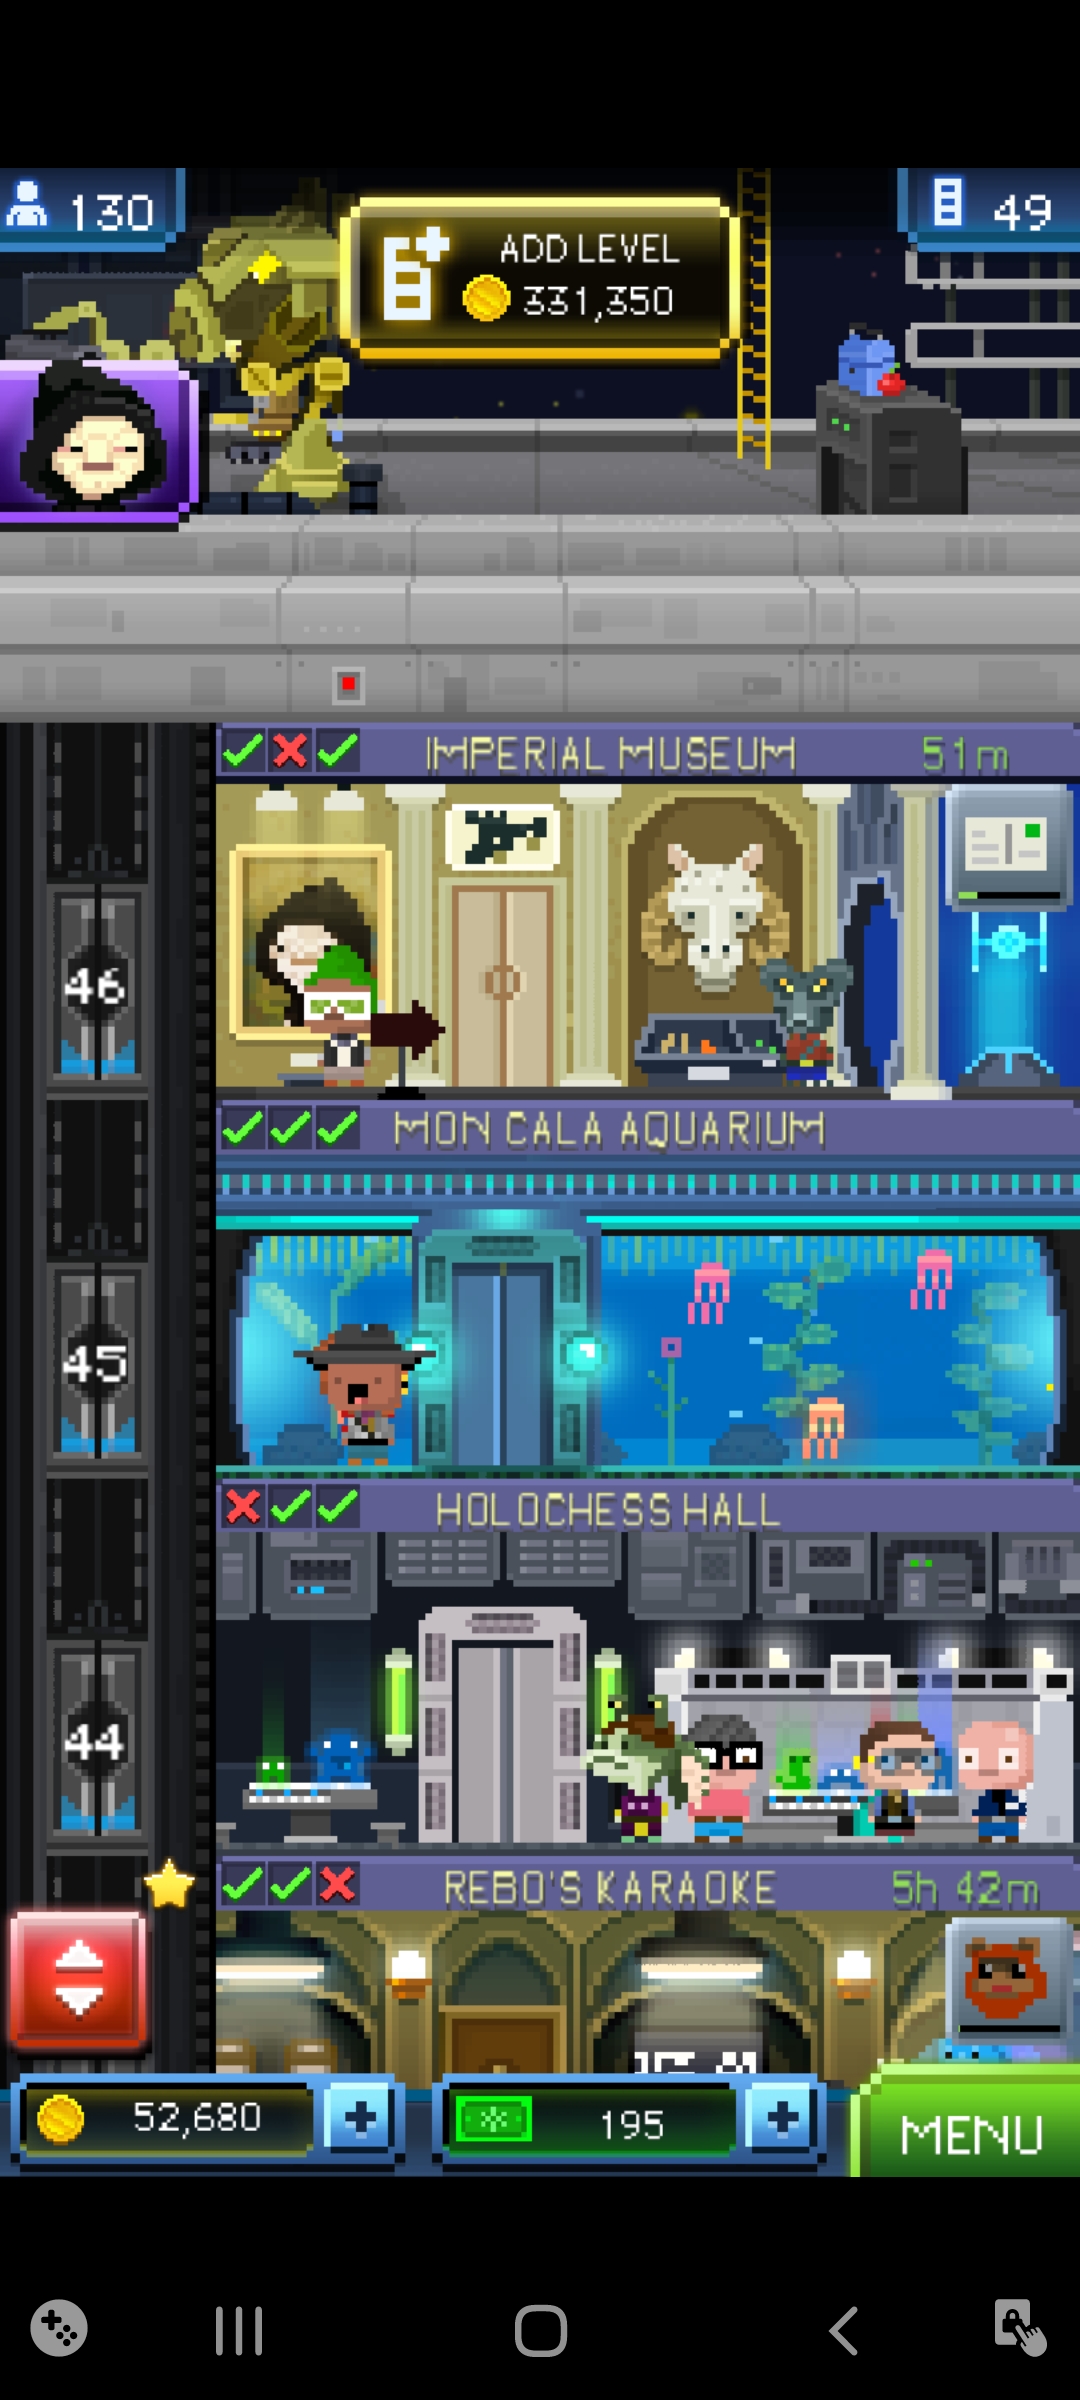 130
ADD LEVEL
331,350
49
IMPERIAL MUSEUM
51m
46
MON CALA AQUARIUM
45
HOLOCHESS HALL
44
REBO'S KARAOKE
5h 42m
52,680
195
MENU